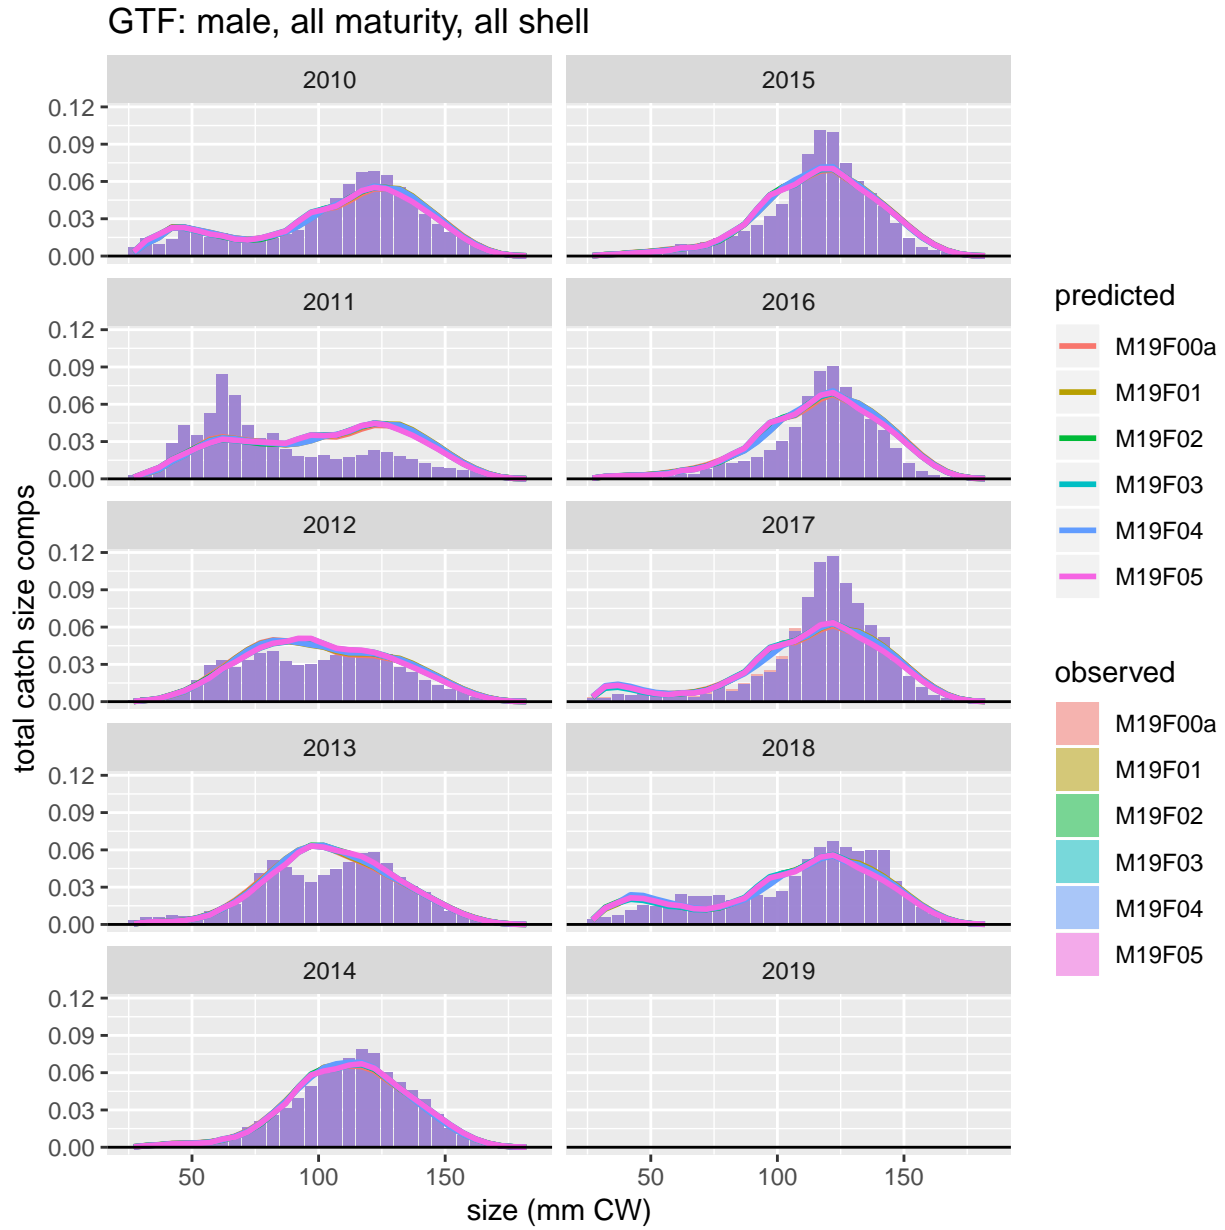 GTF: male, all maturity, all shell
2010
2015
0.12
0.09
0.06
0.03
0.00
2011
2016
0.12
0.09
0.06
0.03
0.00
2012
2017
0.12
0.09
0.06
0.03
0.00
2013
2018
0.12
0.09
0.06
0.03
0.00
2014
2019
0.12
0.09
0.06
0.03
0.00
50
100
150
50
100
150
size (mm CW)
total catch size comps
predicted
M19F00a
M19F01
M19F02
M19F03
M19F04
M19F05
observed
M19F00a
M19F01
M19F02
M19F03
M19F04
M19F05